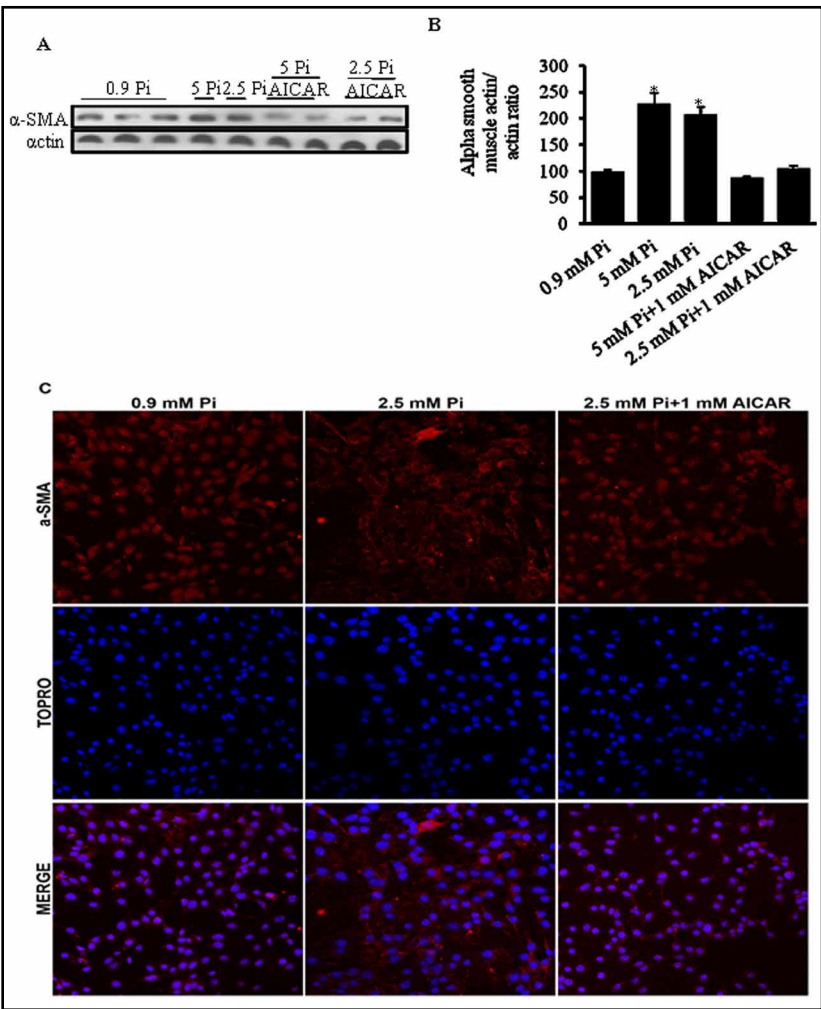 A
0.9 Pi 5 Pi 2.5 Pi 5 Pi AICAR 2.5 Pi AICAR
α-SMA
αctin
B
Alpha smooth
muscle actin/
actin ratio
300
250
200
150
100
50
0
*
*
0.9 mM Pi
5 mM Pi
2.5 mM Pi
5 mM Pi+1 mM AICAR
2.5 mM Pi+1 mM AICAR
C
0.9 mM Pi 2.5 mM Pi 2.5 mM Pi+1 mM AICAR
a-SMA
TOPRO
MERGE